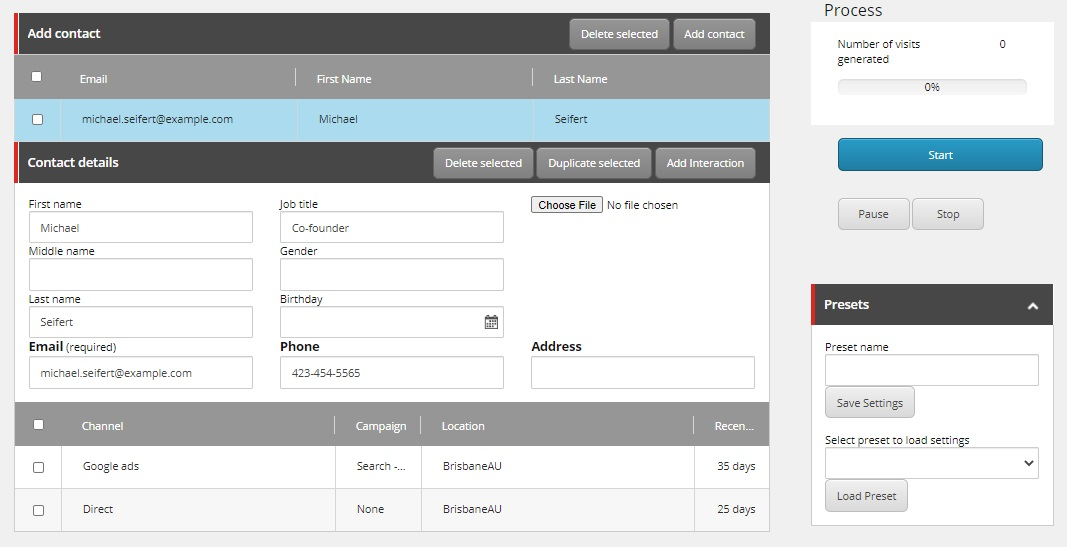 Add contact
Delete selected
Add contact
Email
First Name
Last Name
michael.seifert@example.com
Michael
Seifert
Contact details
Delete selected
Duplicate selected
Add Interaction
First name
Job title
Choose File No file chosen
Michael
Co-founder
Middle name
Gender
Last name
Birthday
Seifert
Email (required)
Phone
Address
michael.seifert@example.com
423-454-5565
Channel
Campaign
Location
Recen...
Google ads
Search -...
BrisbaneAU
35 days
Direct
None
BrisbaneAU
25 days
Process
Number of visits
generated
0
0%
Start
Pause
Stop
Presets
Preset name
Save Settings
Select preset to load settings
Load Preset